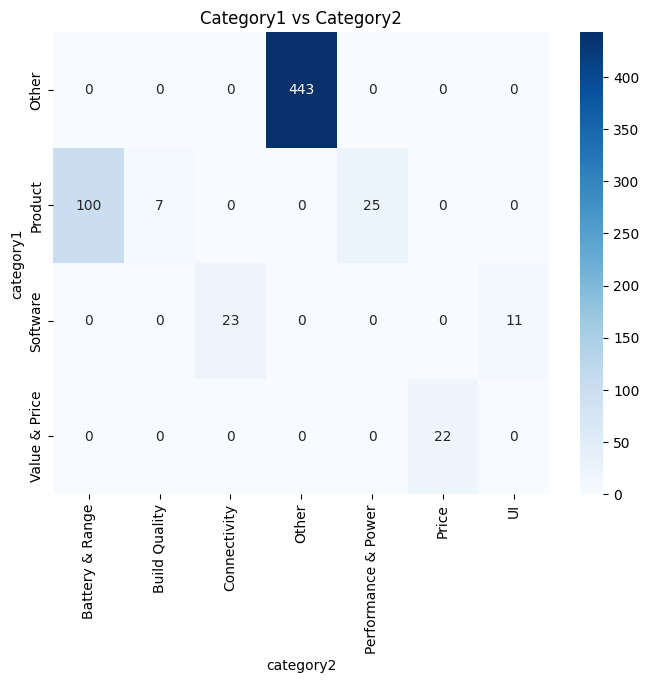 Category1 vs Category2
category1
Other
0 0 0 443 0 0 0
Product
100 7 0 0 25 0 0
Software
0 0 23 0 0 0 11
Value & Price
0 0 0 0 0 22 0
Battery & Range
Build Quality
Connectivity
Other
Performance & Power
Price
UI
category2
400
350
300
250
200
150
100
50
0